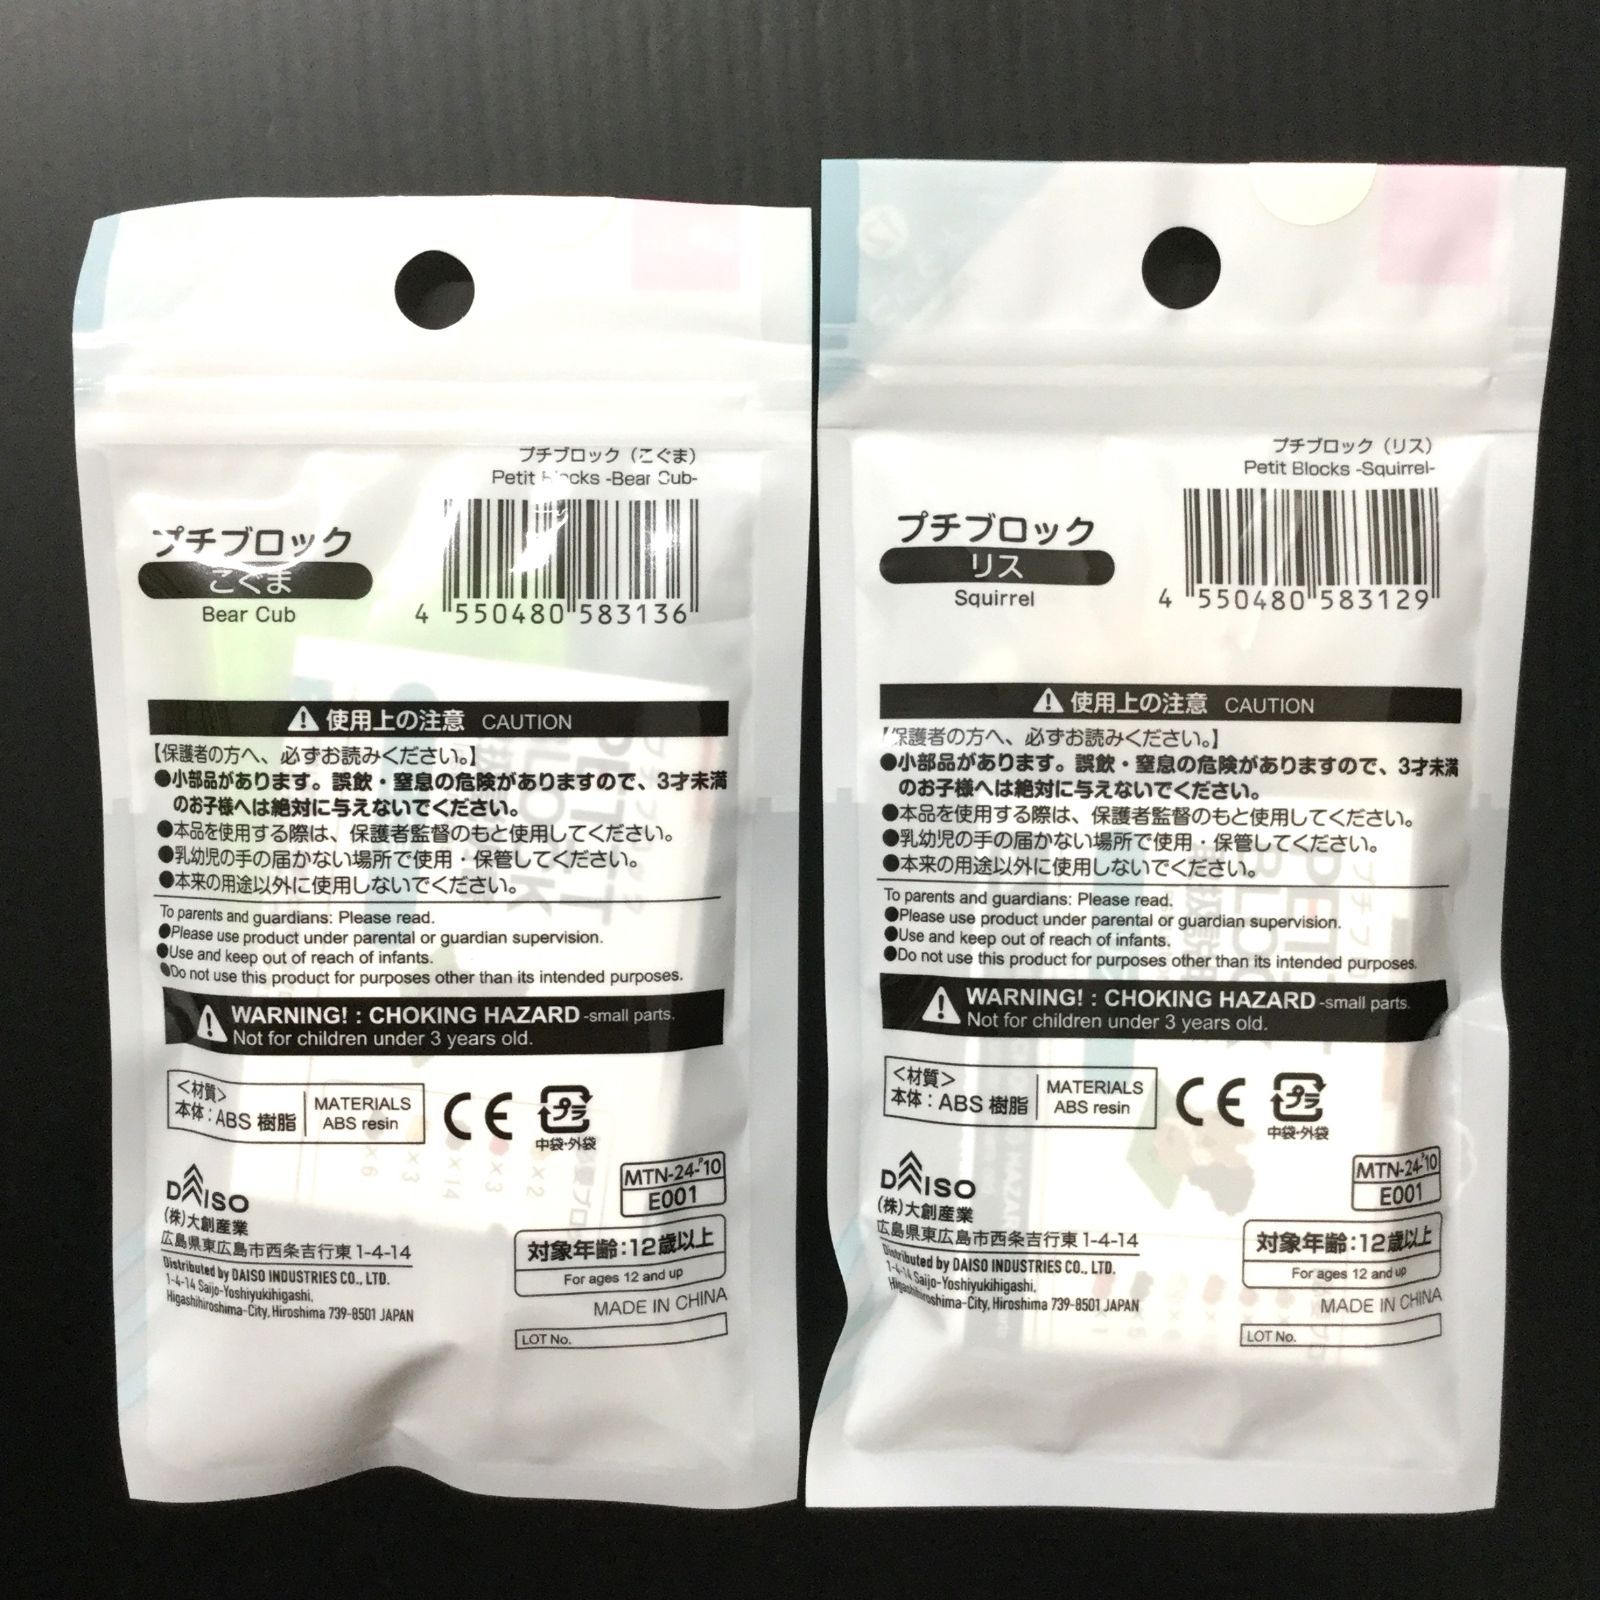 プチブロック（こぐま）
Petit Blocks -Bear Cub-
プチブロック
こぐま
Bear Cub
4 550480 583136
使用上の注意 CAUTION
【保護者の方へ、必ずお読みください。】
●小部品があります。誤飲・窒息の危険がありますので、3才未満
のお子様へは絶対に与えないでください。
●本品を使用する際は、保護者監督のもと使用してください。
●乳幼児の手の届かない場所で使用・保管してください。
●本来の用途以外に使用しないでください。
To parents and guardians: Please read.
●Please use product under parental or guardian supervision.
●Use and keep out of reach of infants.
●Do not use this product for purposes other than its intended purposes.
WARNING! : CHOKING HAZARD -small parts.
Not for children under 3 years old.
＜材質＞
本体：ABS 樹脂
MATERIALS
ABS resin
CE
プラ
中袋・外袋
DAISO
(株)大創産業
広島県東広島市西条吉行東1-4-14
Distributed by DAISO INDUSTRIES CO., LTD.
1-4-14 Saijo-Yoshiyukihigashi,
Higashihiroshima-City, Hiroshima 739-8501 JAPAN
MTN-24-P10
E001
対象年齢：12歳以上
For ages 12 and up
MADE IN CHINA
LOT No.
プチブロック（リス）
Petit Blocks -Squirrel-
プチブロック
リス
Squirrel
4 550480 583129
使用上の注意 CAUTION
【保護者の方へ、必ずお読みください。】
●小部品があります。誤飲・窒息の危険がありますので、3才未満
のお子様へは絶対に与えないでください。
●本品を使用する際は、保護者監督のもと使用してください。
●乳幼児の手の届かない場所で使用・保管してください。
●本来の用途以外に使用しないでください。
To parents and guardians: Please read.
●Please use product under parental or guardian supervision.
●Use and keep out of reach of infants.
●Do not use this product for purposes other than its intended purposes.
WARNING! : CHOKING HAZARD -small parts.
Not for children under 3 years old.
＜材質＞
本体：ABS 樹脂
MATERIALS
ABS resin
CE
プラ
中袋・外袋
DAISO
(株)大創産業
広島県東広島市西条吉行東1-4-14
Distributed by DAISO INDUSTRIES CO., LTD.
1-4-14 Saijo-Yoshiyukihigashi,
Higashihiroshima-City, Hiroshima 739-8501 JAPAN
MTN-24-P10
E001
対象年齢：12歳以上
For ages 12 and up
MADE IN CHINA
LOT No.